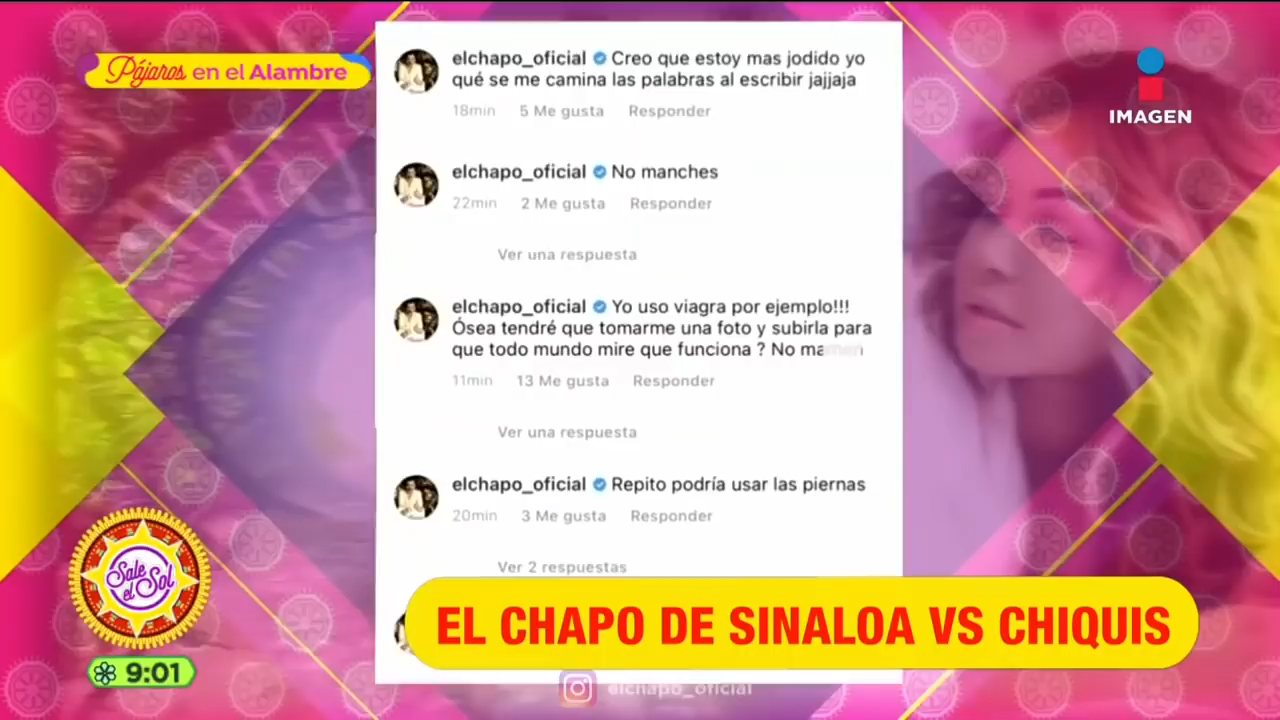 Pájaros en el Alambre
IMAGEN
elchapo_oficial Creo que estoy mas jodido yo
qué se me camina las palabras al escribir jajjaja
18min 5 Me gusta Responder
elchapo_oficial No manches
22min 2 Me gusta Responder
Ver una respuesta
elchapo_oficial Yo uso viagra por ejemplo!!!
Ósea tendré que tomarme una foto y subirla para
que todo mundo mire que funciona ? No mamen
11min 13 Me gusta Responder
Ver una respuesta
elchapo_oficial Repito podría usar las piernas
20min 3 Me gusta Responder
Ver 2 respuestas
EL CHAPO DE SINALOA VS CHIQUIS
Sale
el Sol
9:01
elchapo_oficial